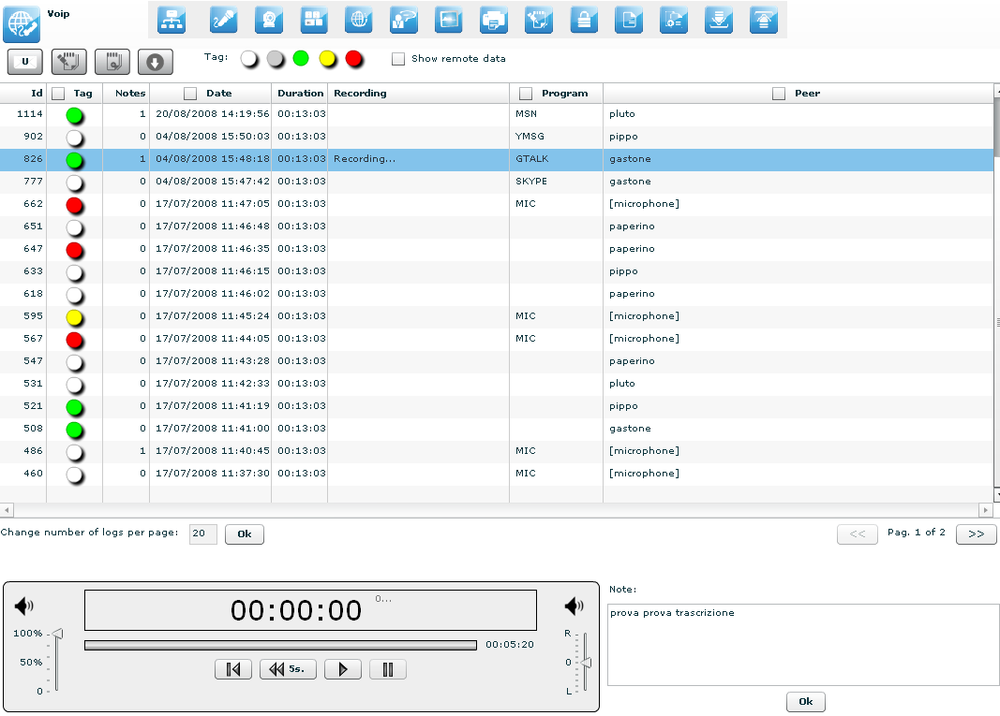 Voip
U
Tag:
Show remote data
Id Tag Notes Date Duration Recording Program Peer
1114 1 20/08/2008 14:19:56 00:13:03 MSN pluto
902 0 04/08/2008 15:50:03 00:13:03 YMSG pippo
826 1 04/08/2008 15:48:18 00:13:03 Recording... GTALK gastone
777 0 04/08/2008 15:47:42 00:13:03 SKYPE gastone
662 0 17/07/2008 11:47:05 00:13:03 MIC [microphone]
651 0 17/07/2008 11:46:48 00:13:03 paperino
647 0 17/07/2008 11:46:35 00:13:03 paperino
633 0 17/07/2008 11:46:15 00:13:03 pippo
618 0 17/07/2008 11:46:02 00:13:03 paperino
595 0 17/07/2008 11:45:24 00:13:03 MIC [microphone]
567 0 17/07/2008 11:44:05 00:13:03 MIC [microphone]
547 0 17/07/2008 11:43:28 00:13:03 paperino
531 0 17/07/2008 11:42:33 00:13:03 pluto
521 0 17/07/2008 11:41:19 00:13:03 pippo
508 0 17/07/2008 11:41:00 00:13:03 gastone
486 1 17/07/2008 11:40:45 00:13:03 MIC [microphone]
460 0 17/07/2008 11:37:30 00:13:03 MIC [microphone]
Change number of logs per page: 20 Ok << Pag. 1 of 2 >>
00:00:00 0...
100%
50%
0
00:05:20
5s.
R
0
L
Note:
prova prova trascrizione
Ok